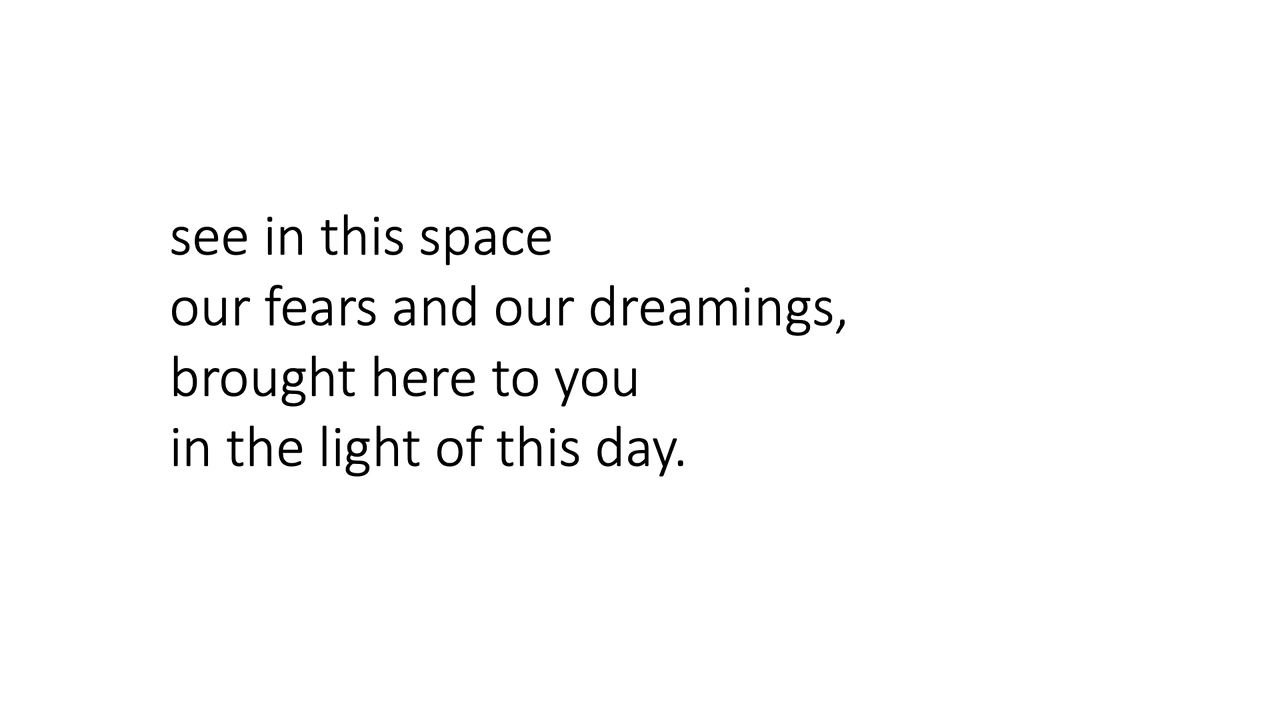 see in this space
our fears and our dreamings,
brought here to you
in the light of this day.